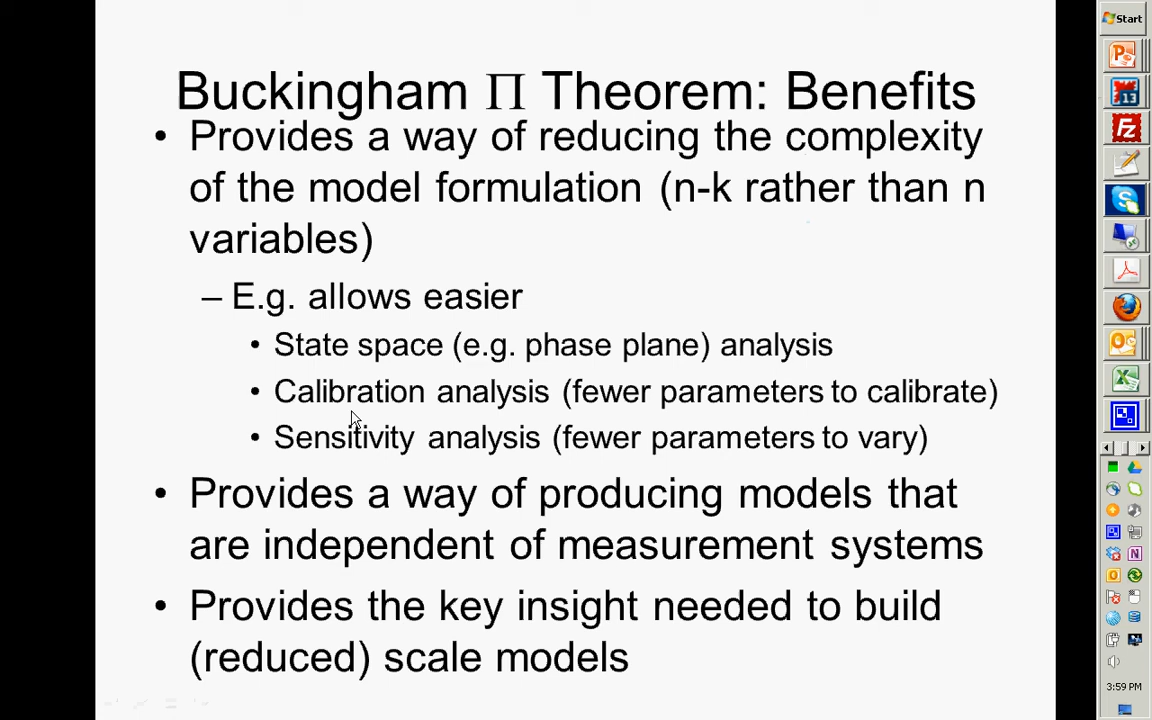 Buckingham Π Theorem: Benefits
• Provides a way of reducing the complexity
of the model formulation (n-k rather than n
variables)
– E.g. allows easier
• State space (e.g. phase plane) analysis
• Calibration analysis (fewer parameters to calibrate)
• Sensitivity analysis (fewer parameters to vary)
• Provides a way of producing models that
are independent of measurement systems
• Provides the key insight needed to build
(reduced) scale models
Start
13
3:59 PM